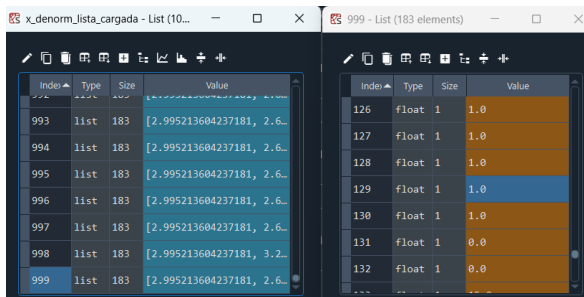 x_denorm_lista_cargada - List (10...
Index Type Size Value
993 list 183 [2.995213604237181, 2.6…
994 list 183 [2.995213604237181, 2.6…
995 list 183 [2.995213604237181, 2.6…
996 list 183 [2.995213604237181, 2.6…
997 list 183 [2.995213604237181, 2.6…
998 list 183 [2.995213604237181, 3.2…
999 list 183 [2.995213604237181, 2.6…
999 - List (183 elements)
Index Type Size Value
126 float 1 1.0
127 float 1 1.0
128 float 1 1.0
129 float 1 1.0
130 float 1 1.0
131 float 1 0.0
132 float 1 0.0